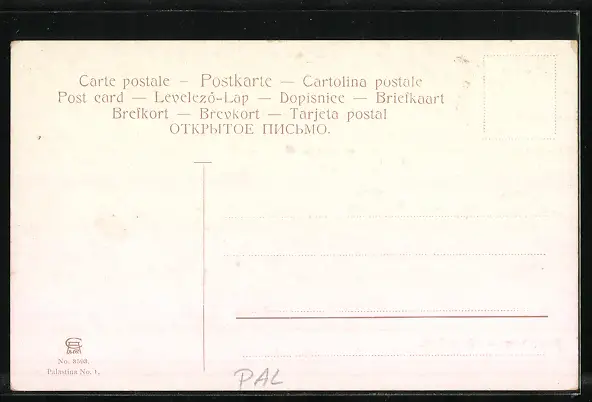 Carte postale — Postkarte — Cartolina postale
Post card — Levelező-Lap — Dopisnice — Briefkaart
Brefkort — Brevkort — Tarjeta postal
ОТКРЫТОЕ ПИСЬМО.
No. 8508.
Palästina No. 1.
PAL